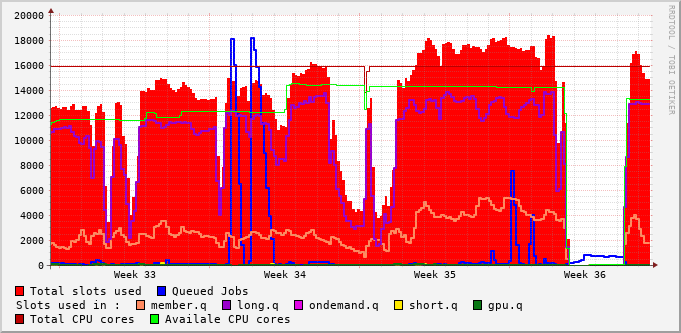 20000
18000
16000
14000
12000
10000
8000
6000
4000
2000
0
Week 33 Week 34 Week 35 Week 36
Total slots used Queued Jobs
Slots used in : member.q long.q ondemand.q short.q gpu.q
Total CPU cores Availale CPU cores
RRDTOOL / TOBI OETIKER